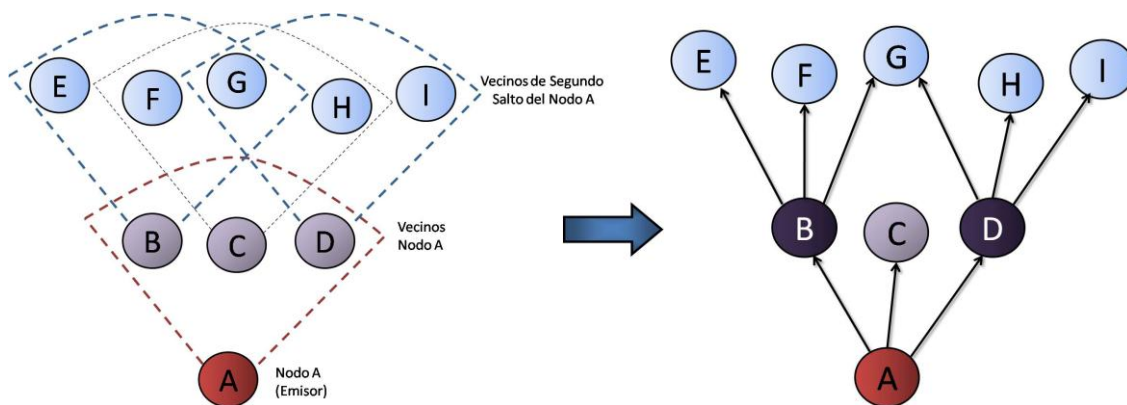 E
F
G
H
I
Vecinos de Segundo
Salto del Nodo A
B
C
D
Vecinos
Nodo A
A
Nodo A
(Emisor)
E
F
G
H
I
B
C
D
A